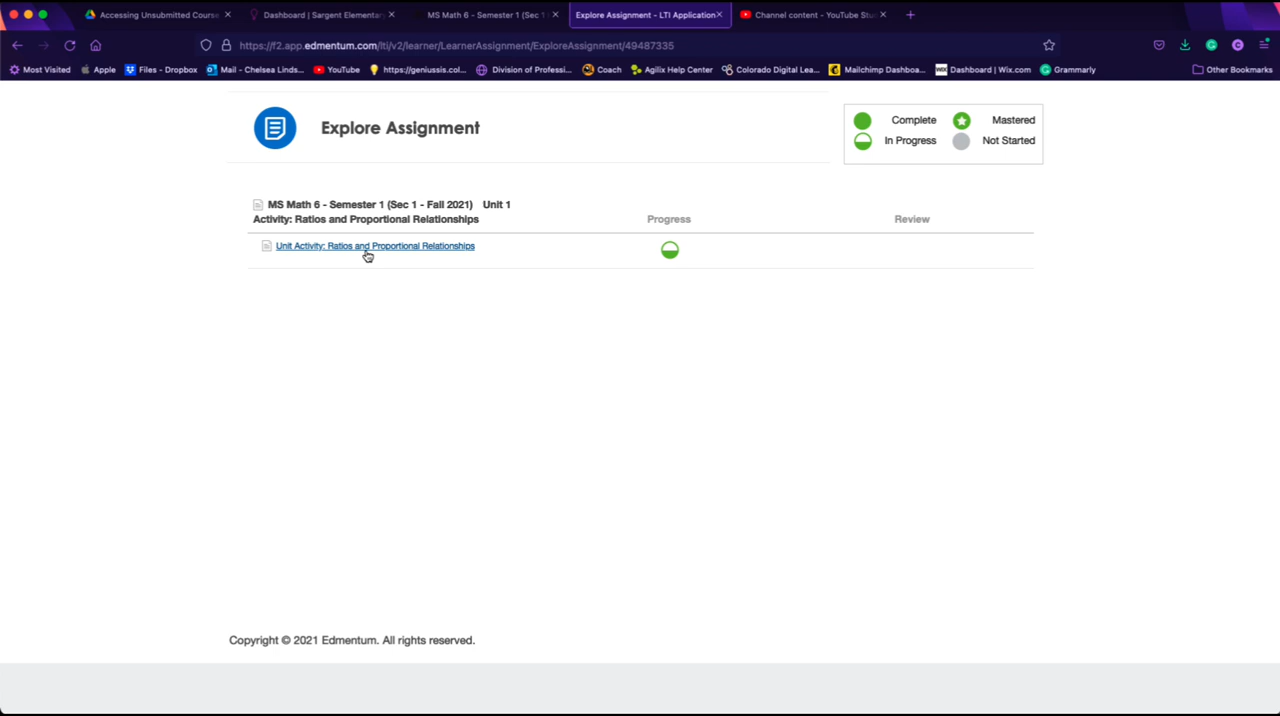 Accessing Unsubmitted Course
Dashboard | Sargent Elementary
MS Math 6 - Semester 1 (Sec 1
Explore Assignment - LTI Application
Channel content - YouTube Stu
https://f2.app.edmentum.com/lti/v2/learner/LearnerAssignment/ExploreAssignment/49487335
Most Visited
Apple
Files - Dropbox
Mail - Chelsea Linds...
YouTube
https://geniussis.col...
Division of Professi...
Coach
Agilix Help Center
Colorado Digital Lea...
Mailchimp Dashboa...
WIX Dashboard | Wix.com
Grammarly
Other Bookmarks
Explore Assignment
Complete
Mastered
In Progress
Not Started
MS Math 6 - Semester 1 (Sec 1 - Fall 2021) Unit 1
Activity: Ratios and Proportional Relationships
Progress
Review
Unit Activity: Ratios and Proportional Relationships
Copyright © 2021 Edmentum. All rights reserved.